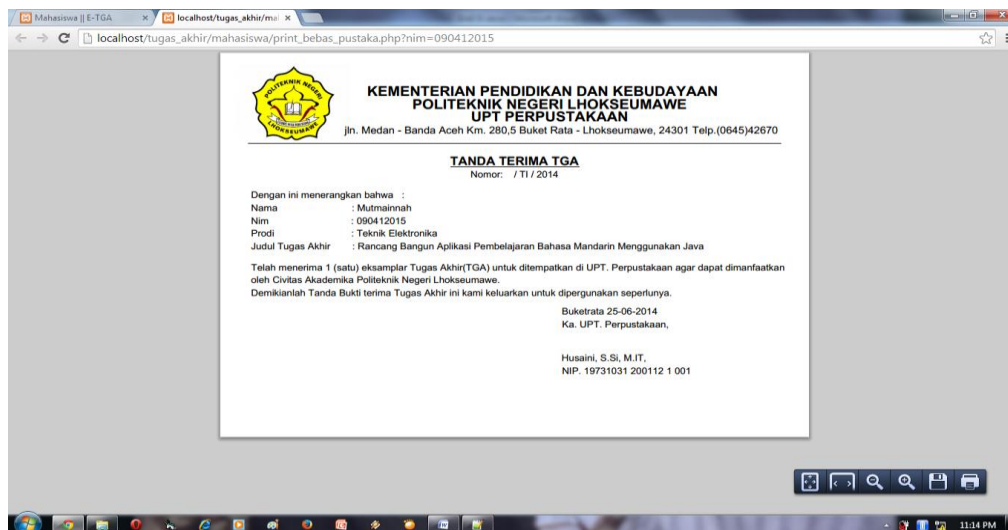 Mahasiswa || E-TGA
localhost/tugas_akhir/mai
localhost/tugas_akhir/mahasiswa/print_bebas_pustaka.php?nim=090412015
POLITEKNIK NEGERI
LHOKSEUMAWE
KEMENTERIAN PENDIDIKAN DAN KEBUDAYAAN
POLITEKNIK NEGERI LHOKSEUMAWE
UPT PERPUSTAKAAN
jln. Medan - Banda Aceh Km. 280,5 Buket Rata - Lhokseumawe, 24301 Telp.(0645)42670
TANDA TERIMA TGA
Nomor: / TI / 2014
Dengan ini menerangkan bahwa :
Nama : Mutmainnah
Nim : 090412015
Prodi : Teknik Elektronika
Judul Tugas Akhir : Rancang Bangun Aplikasi Pembelajaran Bahasa Mandarin Menggunakan Java
Telah menerima 1 (satu) eksamplar Tugas Akhir(TGA) untuk ditempatkan di UPT. Perpustakaan agar dapat dimanfaatkan
oleh Civitas Akademika Politeknik Negeri Lhokseumawe.
Demikianlah Tanda Bukti terima Tugas Akhir ini kami keluarkan untuk dipergunakan seperlunya.
Buketrata 25-06-2014
Ka. UPT. Perpustakaan,
Husaini, S.Si, M.IT,
NIP. 19731031 200112 1 001
11:14 PM